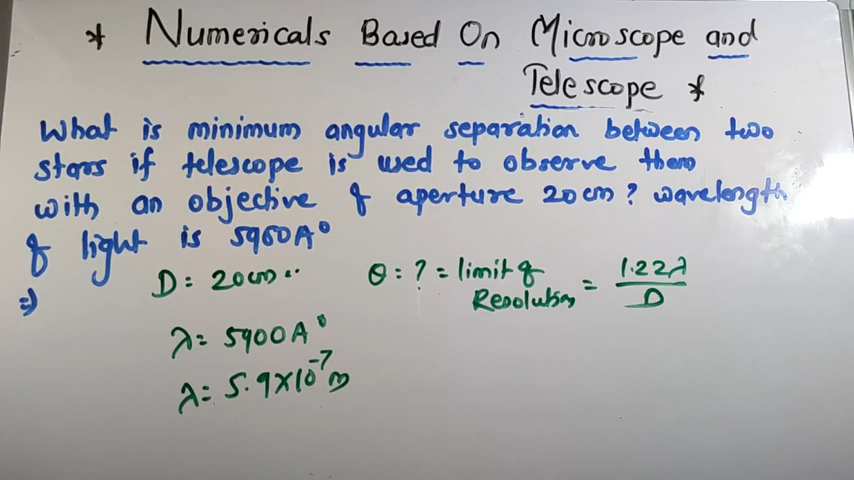 * Numericals Based On Microscope and
Telescope *
What is minimum angular separation between two
stars if telescope is used to observe them
with an objective of aperture 20cm? wavelength
of light is 5900A°
=) D = 20cm θ = ? = limit of Resolution = 1.22λ / D
λ = 5900A°
λ = 5.9×10⁻⁷m